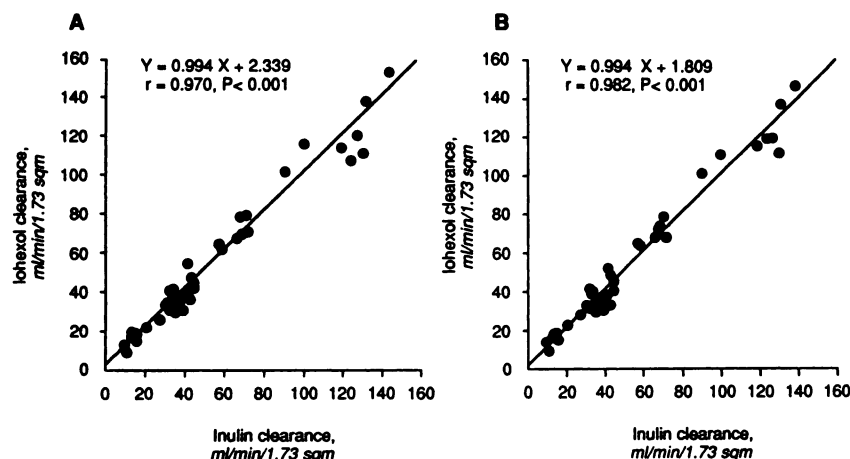 A
Y = 0.994 X + 2.339
r = 0.970, P< 0.001
160
140
120
100
80
60
40
20
0
0 20 40 60 80 100 120 140 160
Iohexol clearance,
ml/min/1.73 sqm
Inulin clearance,
ml/min/1.73 sqm
B
Y = 0.994 X + 1.809
r = 0.982, P< 0.001
160
140
120
100
80
60
40
20
0
0 20 40 60 80 100 120 140 160
Iohexol clearance,
ml/min/1.73 sqm
Inulin clearance,
ml/min/1.73 sqm